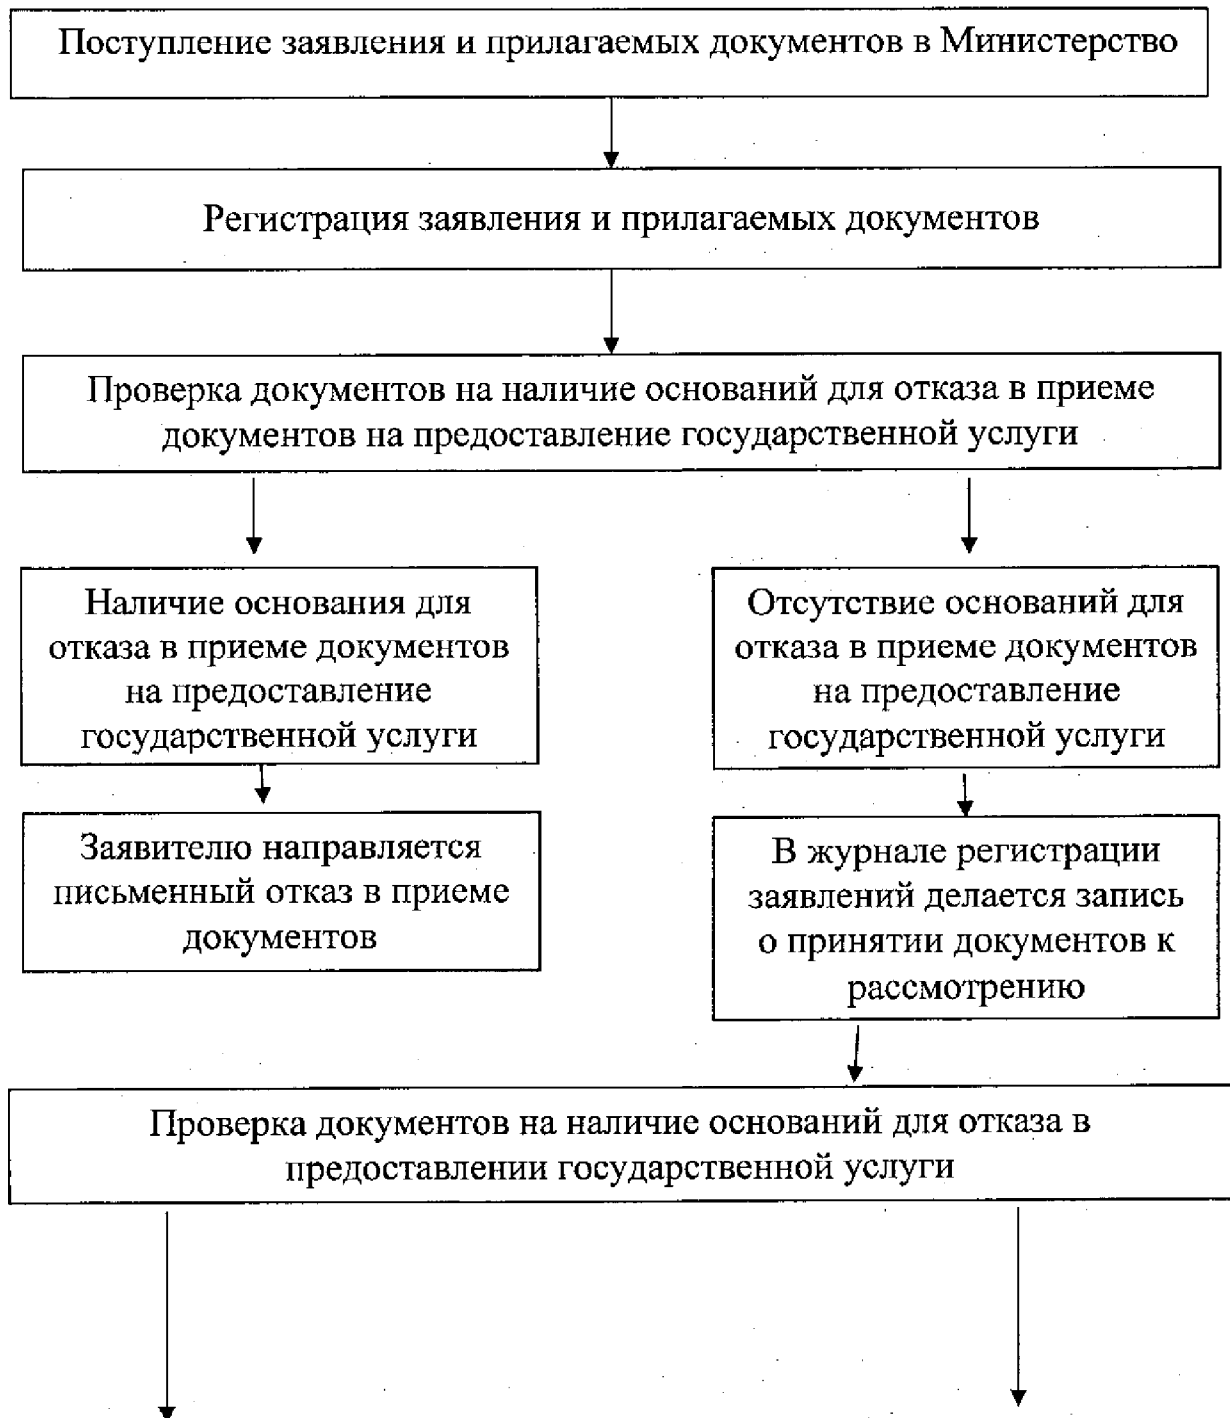 Поступление заявления и прилагаемых документов в Министерство
Регистрация заявления и прилагаемых документов
Проверка документов на наличие оснований для отказа в приеме
документов на предоставление государственной услуги
Наличие основания для
отказа в приеме документов
на предоставление
государственной услуги
Отсутствие оснований для
отказа в приеме документов
на предоставление
государственной услуги
Заявителю направляется
письменный отказ в приеме
документов
В журнале регистрации
заявлений делается запись
о принятии документов к
рассмотрению
Проверка документов на наличие оснований для отказа в
предоставлении государственной услуги